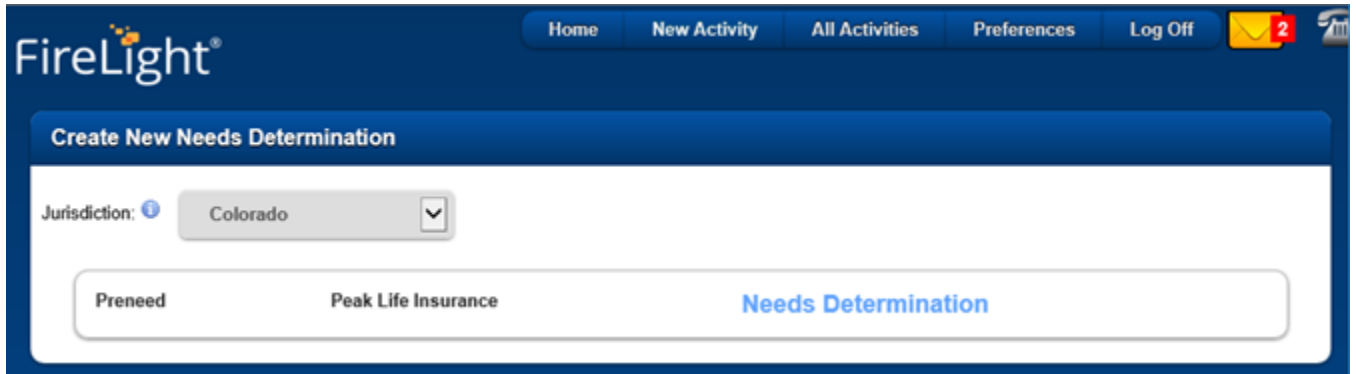 Home New Activity All Activities Preferences Log Off 2
FireLight®
Create New Needs Determination
Jurisdiction: Colorado
Preneed Peak Life Insurance Needs Determination